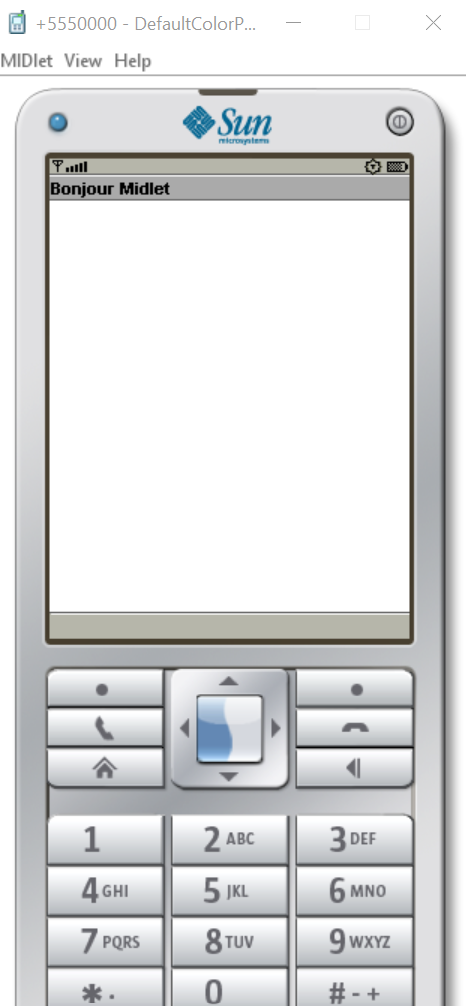 +5550000 - DefaultColorP...
MIDlet View Help
Sun
microsystems
Bonjour Midlet
1
2 ABC
3 DEF
4 GHI
5 JKL
6 MNO
7 PQRS
8 TUV
9 WXYZ
* .
0
# - +